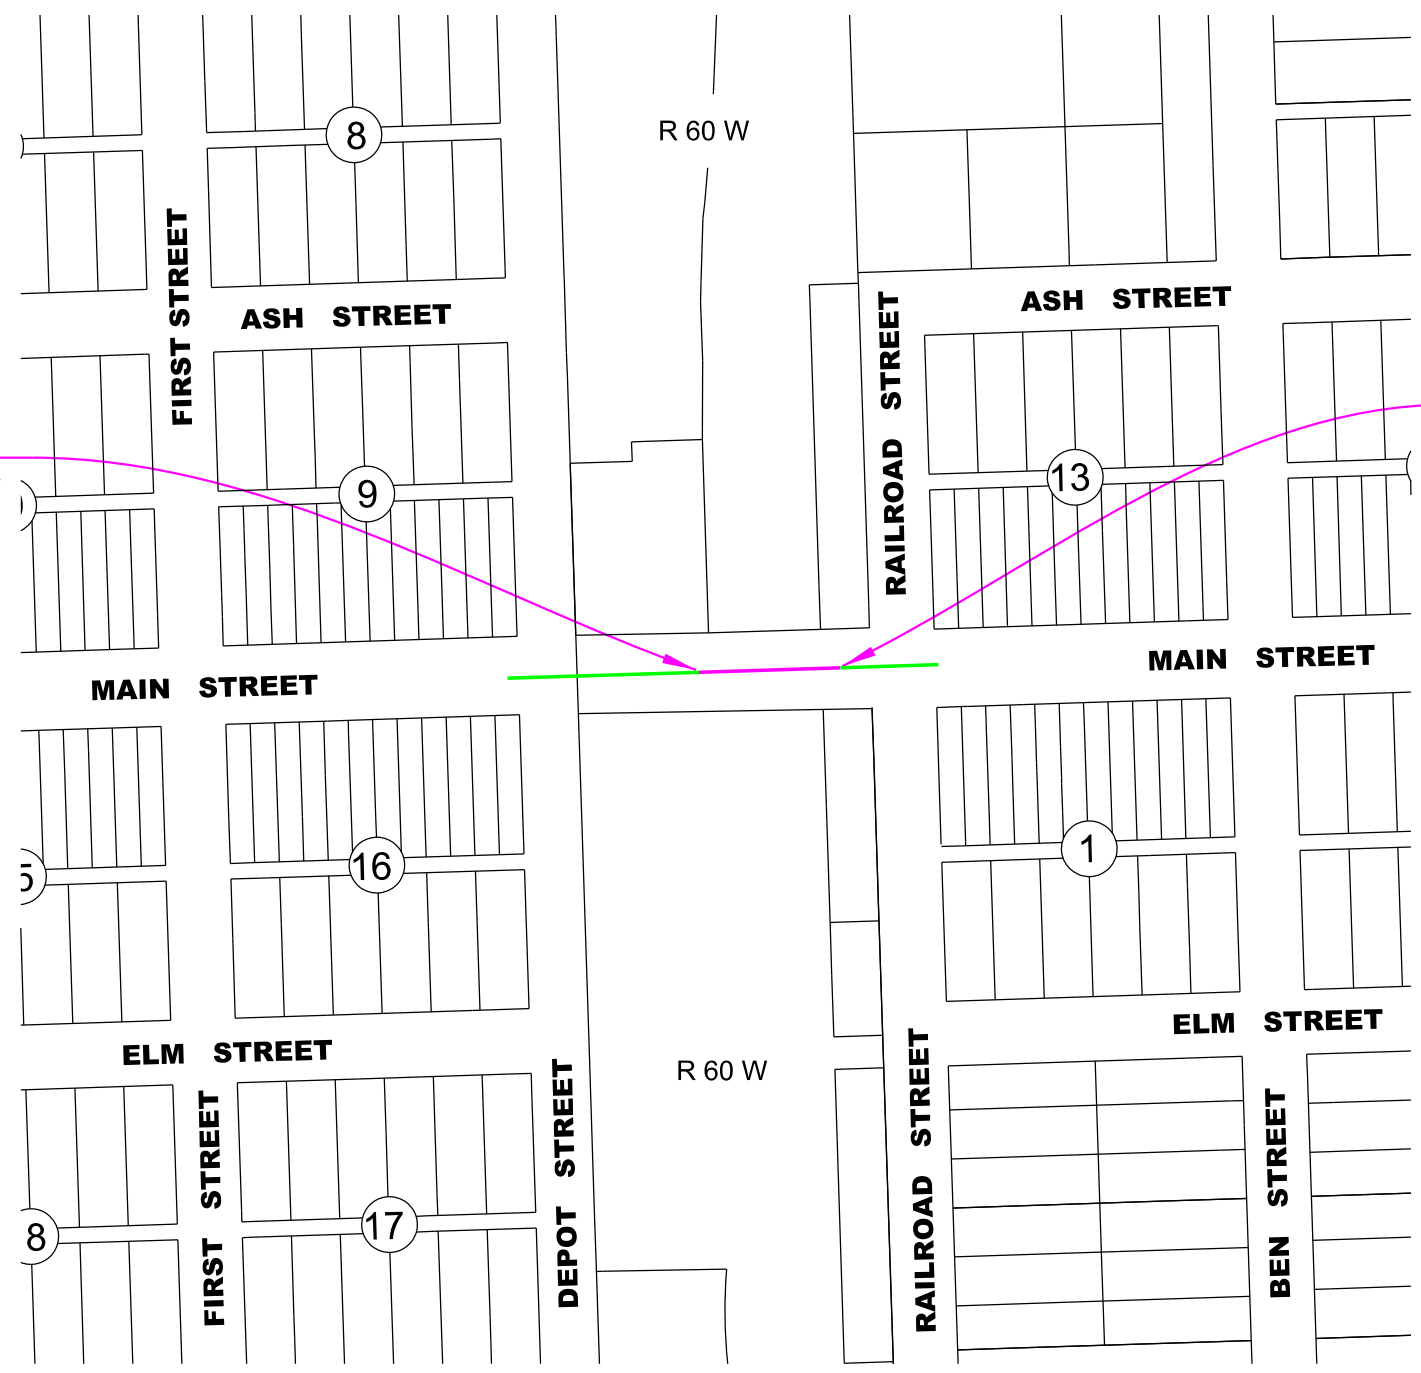 8
R 60 W
FIRST STREET
ASH STREET
ASH STREET
RAILROAD STREET
9
13
MAIN STREET
MAIN STREET
16
1
5
ELM STREET
ELM STREET
R 60 W
FIRST STREET
DEPOT STREET
RAILROAD STREET
BEN STREET
17
8